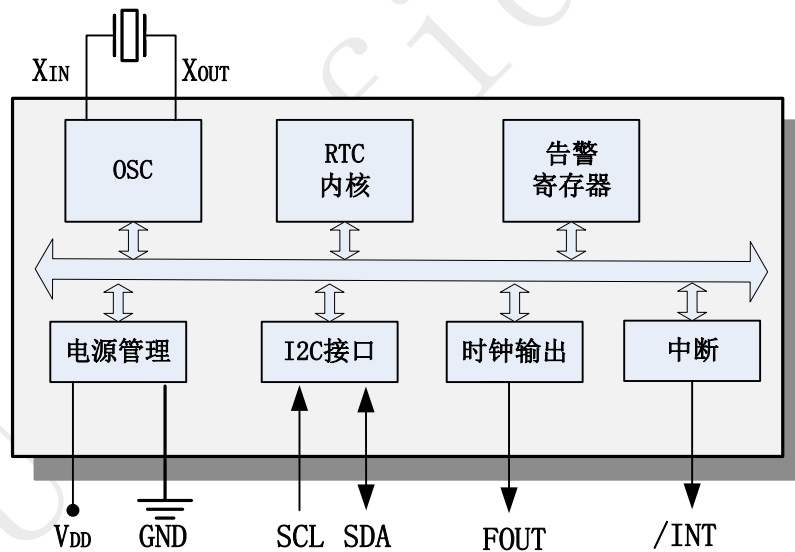 XIN
XOUT
OSC
RTC
内核
告警
寄存器
电源管理
I2C接口
时钟输出
中断
VDD
GND
SCL
SDA
FOUT
/INT